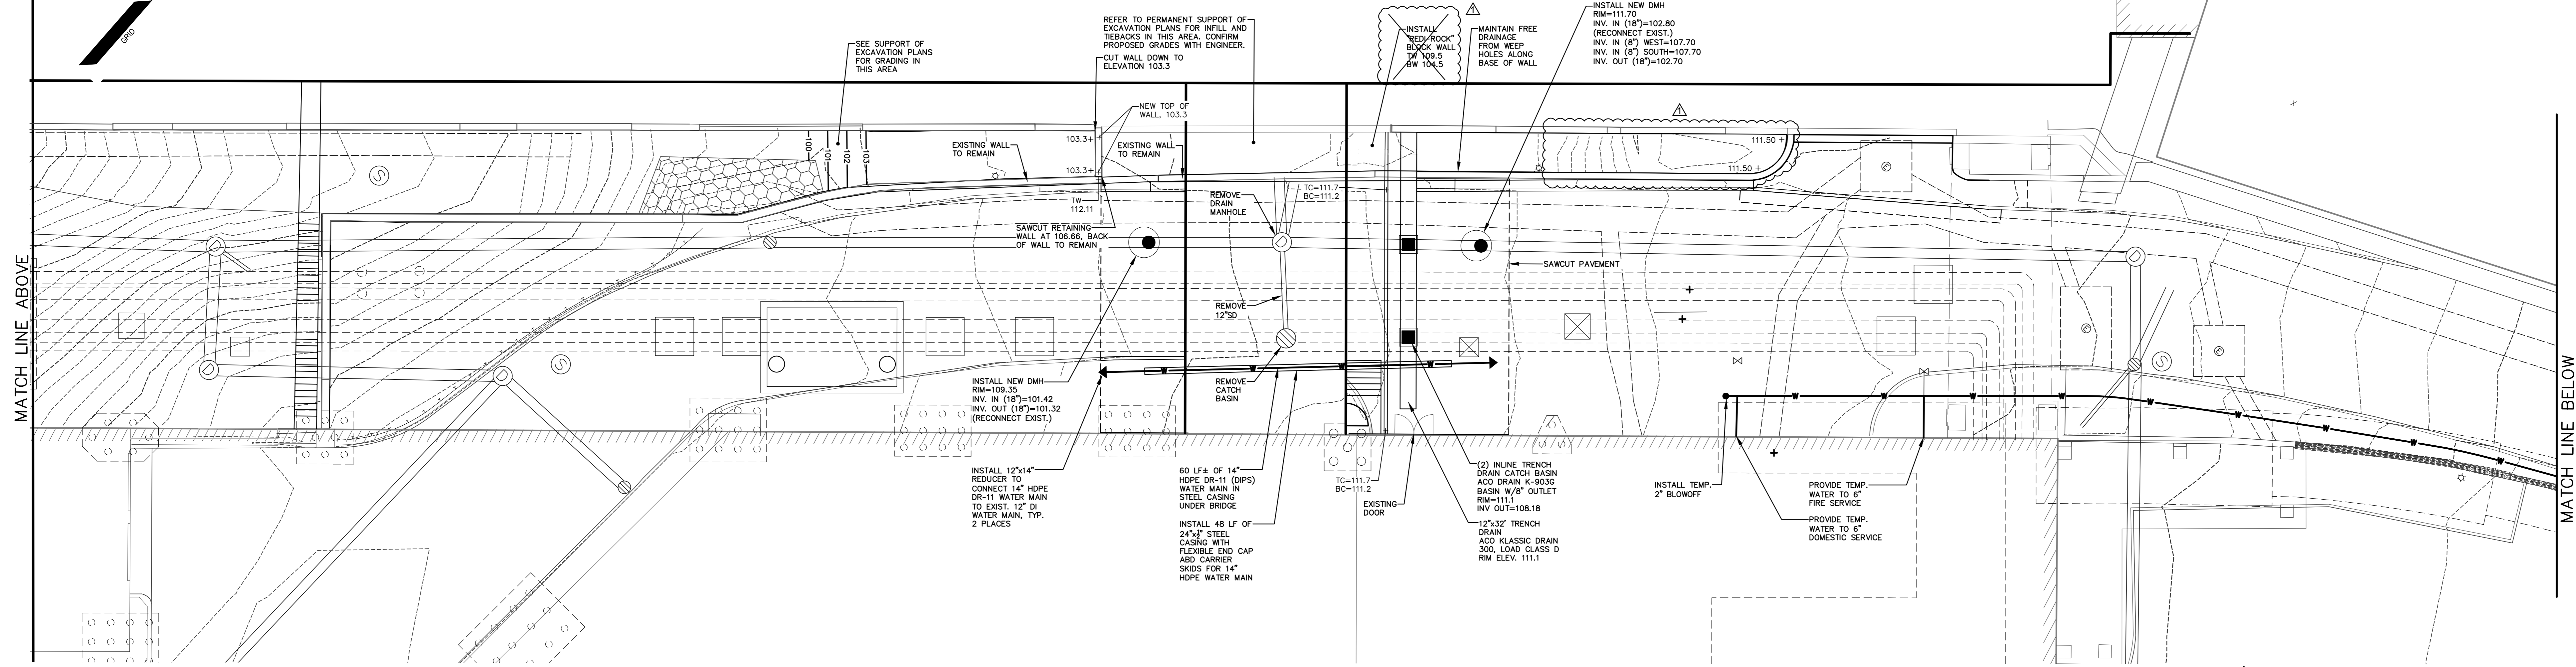 GRID
SEE SUPPORT OF
EXCAVATION PLANS
FOR GRADING IN
THIS AREA
REFER TO PERMANENT SUPPORT OF
EXCAVATION PLANS FOR INFILL AND
TIEBACKS IN THIS AREA. CONFIRM
PROPOSED GRADES WITH ENGINEER.
CUT WALL DOWN TO
ELEVATION 103.3
INSTALL
"REDI-ROCK"
BLOCK WALL
TW 109.5
BW 104.5
1
MAINTAIN FREE
DRAINAGE
FROM WEEP
HOLES ALONG
BASE OF WALL
INSTALL NEW DMH
RIM=111.70
INV. IN (18")=102.80
(RECONNECT EXIST.)
INV. IN (8") WEST=107.70
INV. IN (8") SOUTH=107.70
INV. OUT (18")=102.70
NEW TOP OF
WALL, 103.3
1
100
101
102
103
EXISTING WALL
TO REMAIN
103.3+
103.3+
EXISTING WALL
TO REMAIN
111.50 +
111.50 +
S
C
TW
112.11
SAWCUT RETAINING
WALL AT 106.66, BACK
OF WALL TO REMAIN
REMOVE
DRAIN
MANHOLE
TC=111.7
BC=111.2
D
D
D
SAWCUT PAVEMENT
MATCH LINE ABOVE
MATCH LINE BELOW
REMOVE
12"SD
C
C
S
S
D
D
INSTALL NEW DMH
RIM=109.35
INV. IN (18")=101.42
INV. OUT (18")=101.32
(RECONNECT EXIST.)
REMOVE
CATCH
BASIN
W W W W
W W W W W W W W W
INSTALL 12"x14"
REDUCER TO
CONNECT 14" HDPE
DR-11 WATER MAIN
TO EXIST. 12" DI
WATER MAIN, TYP.
2 PLACES
60 LF± OF 14"
HDPE DR-11 (DIPS)
WATER MAIN IN
STEEL CASING
UNDER BRIDGE
INSTALL 48 LF OF
24"x½" STEEL
CASING WITH
FLEXIBLE END CAP
ABD CARRIER
SKIDS FOR 14"
HDPE WATER MAIN
TC=111.7
BC=111.2
EXISTING
DOOR
(2) INLINE TRENCH
DRAIN CATCH BASIN
ACO DRAIN K-903G
BASIN W/8" OUTLET
RIM=111.1
INV OUT=108.18
12"x32' TRENCH
DRAIN
ACO KLASSIC DRAIN
300, LOAD CLASS D
RIM ELEV. 111.1
INSTALL TEMP.
2" BLOWOFF
PROVIDE TEMP.
WATER TO 6"
FIRE SERVICE
PROVIDE TEMP.
WATER TO 6"
DOMESTIC SERVICE